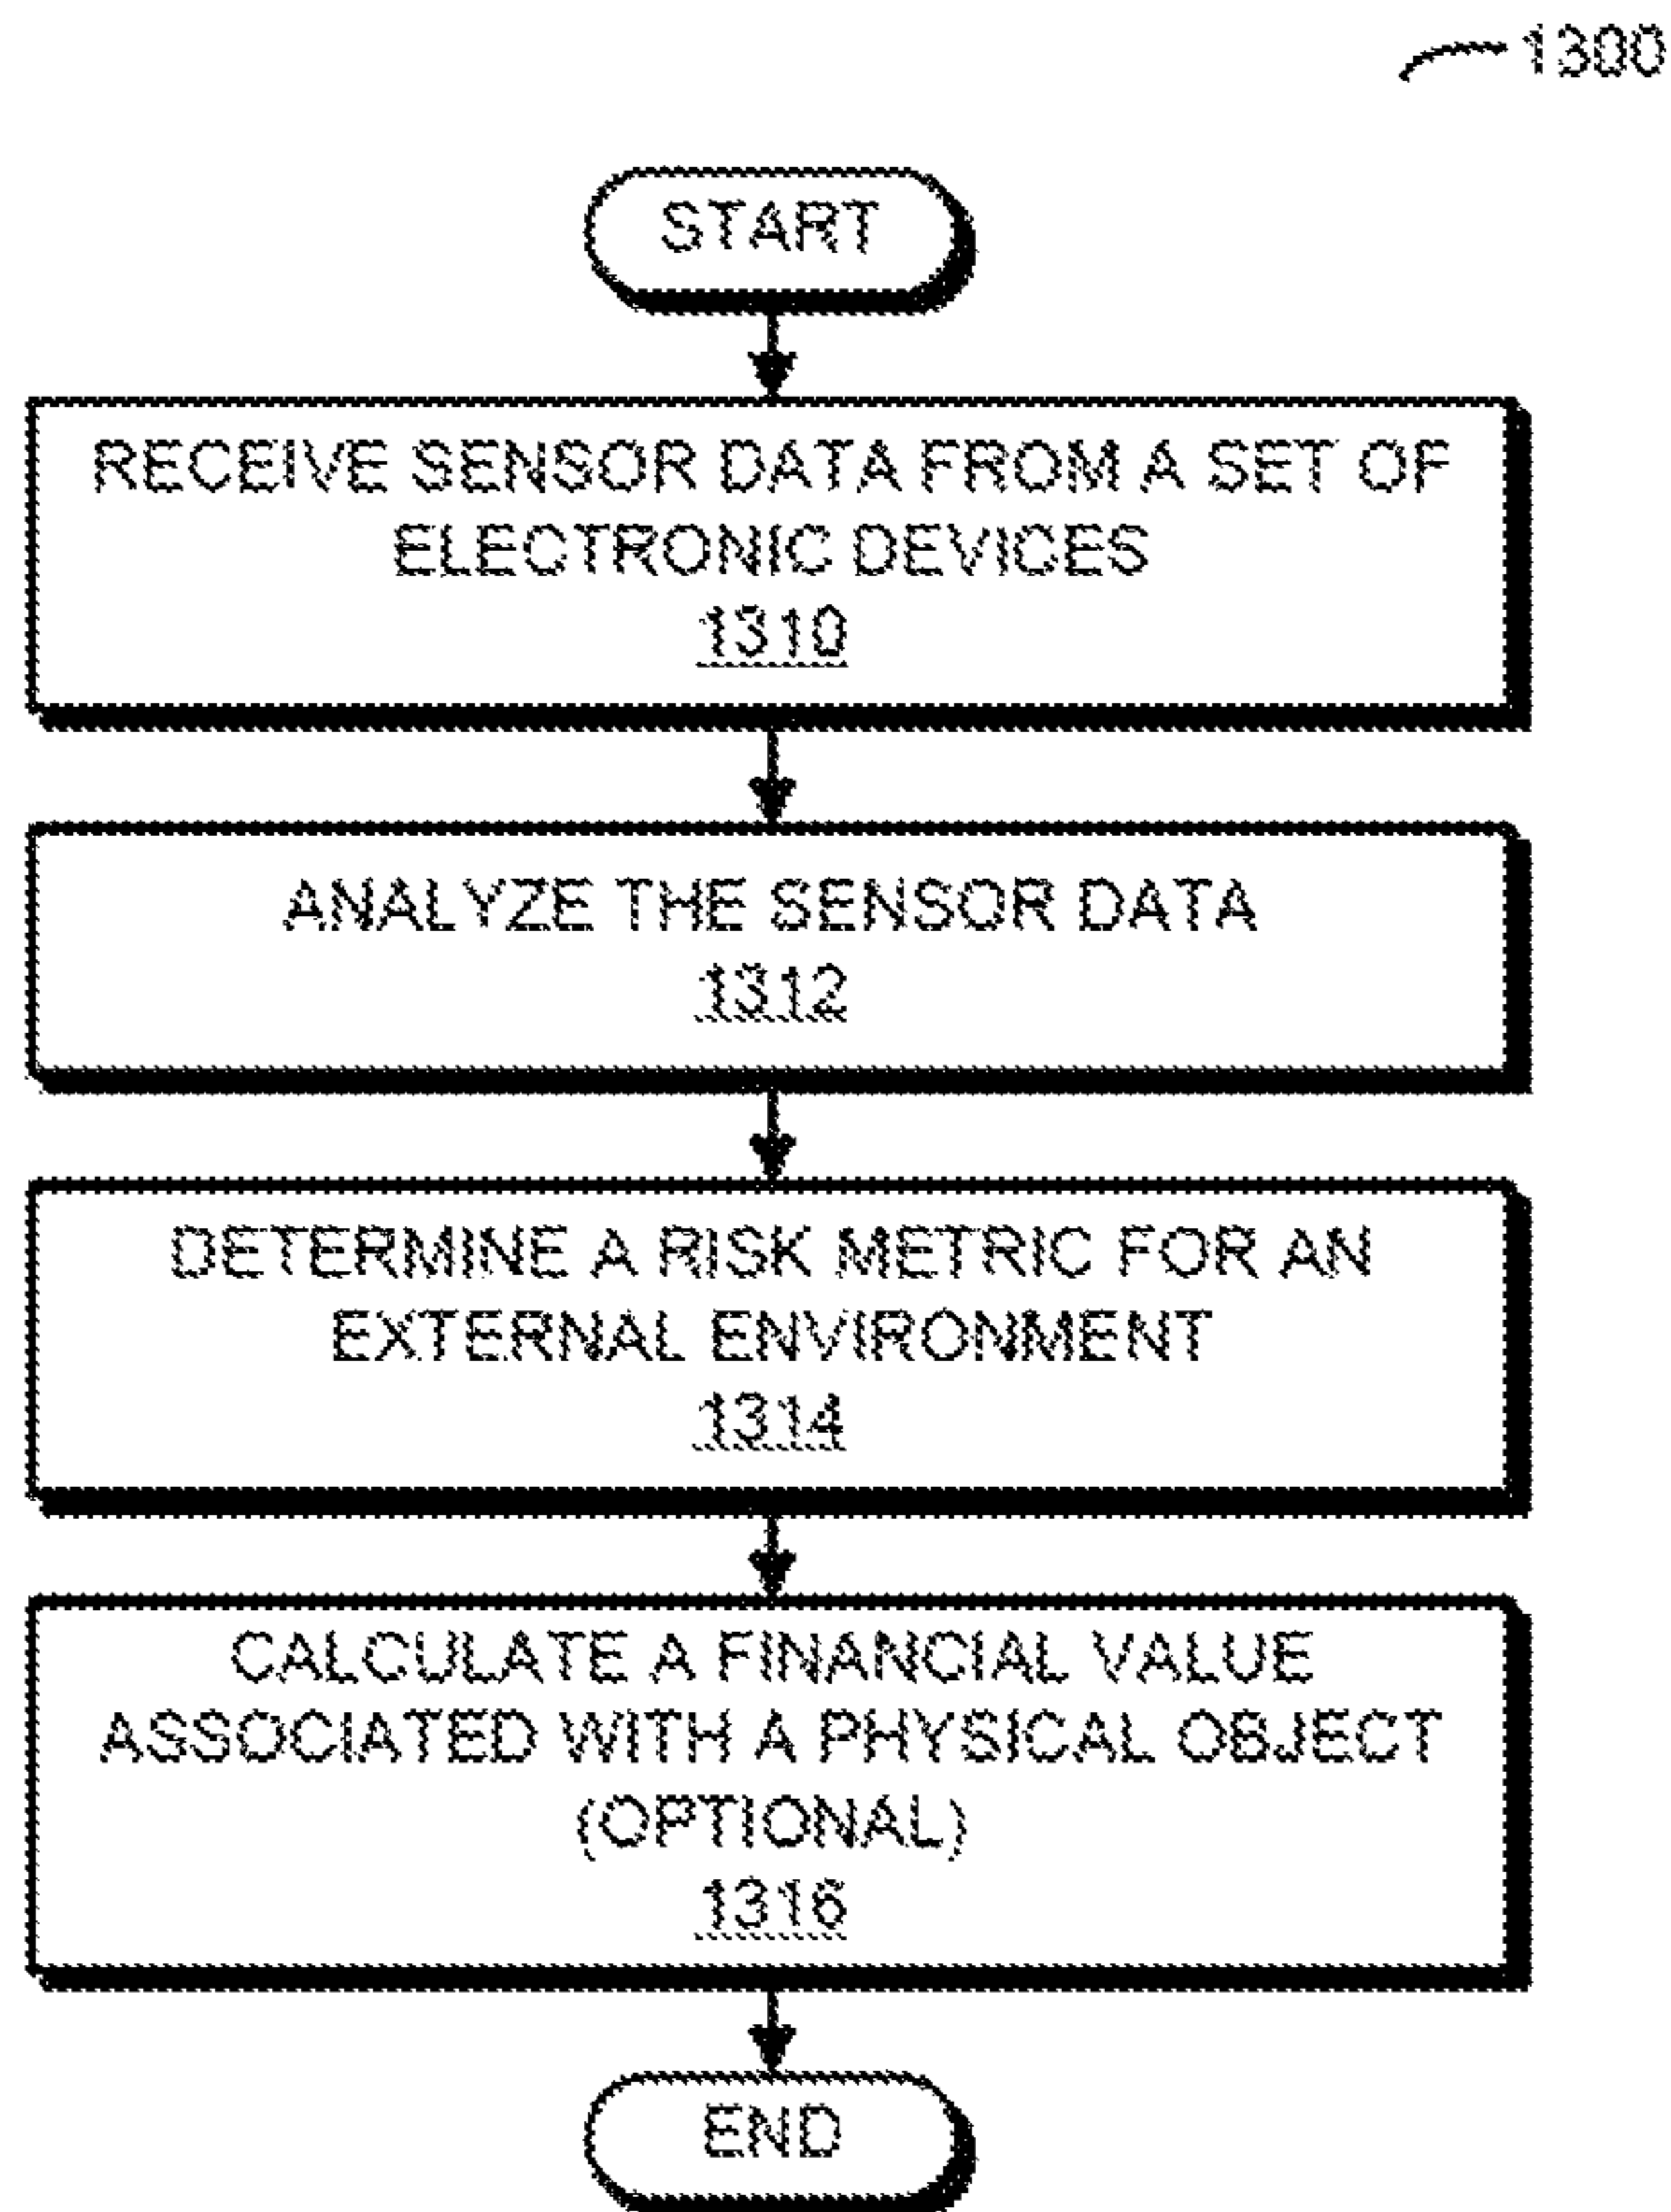 1300
START
RECEIVE SENSOR DATA FROM A SET OF
ELECTRONIC DEVICES
1310
ANALYZE THE SENSOR DATA
1312
DETERMINE A RISK METRIC FOR AN
EXTERNAL ENVIRONMENT
1314
CALCULATE A FINANCIAL VALUE
ASSOCIATED WITH A PHYSICAL OBJECT
(OPTIONAL)
1316
END